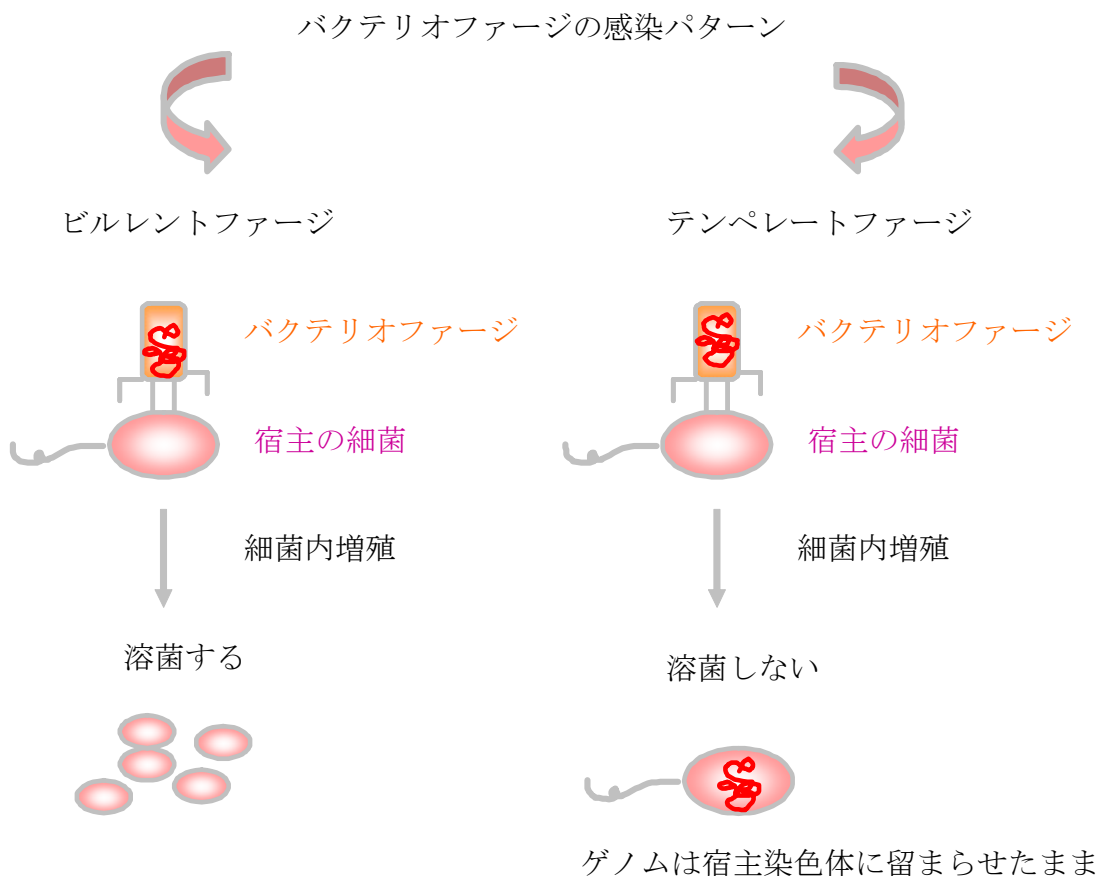 バクテリオファージの感染パターン
ビルレントファージ
テンペレートファージ
バクテリオファージ
バクテリオファージ
宿主の細菌
宿主の細菌
細菌内増殖
細菌内増殖
溶菌する
溶菌しない
ゲノムは宿主染色体に留まらせたまま